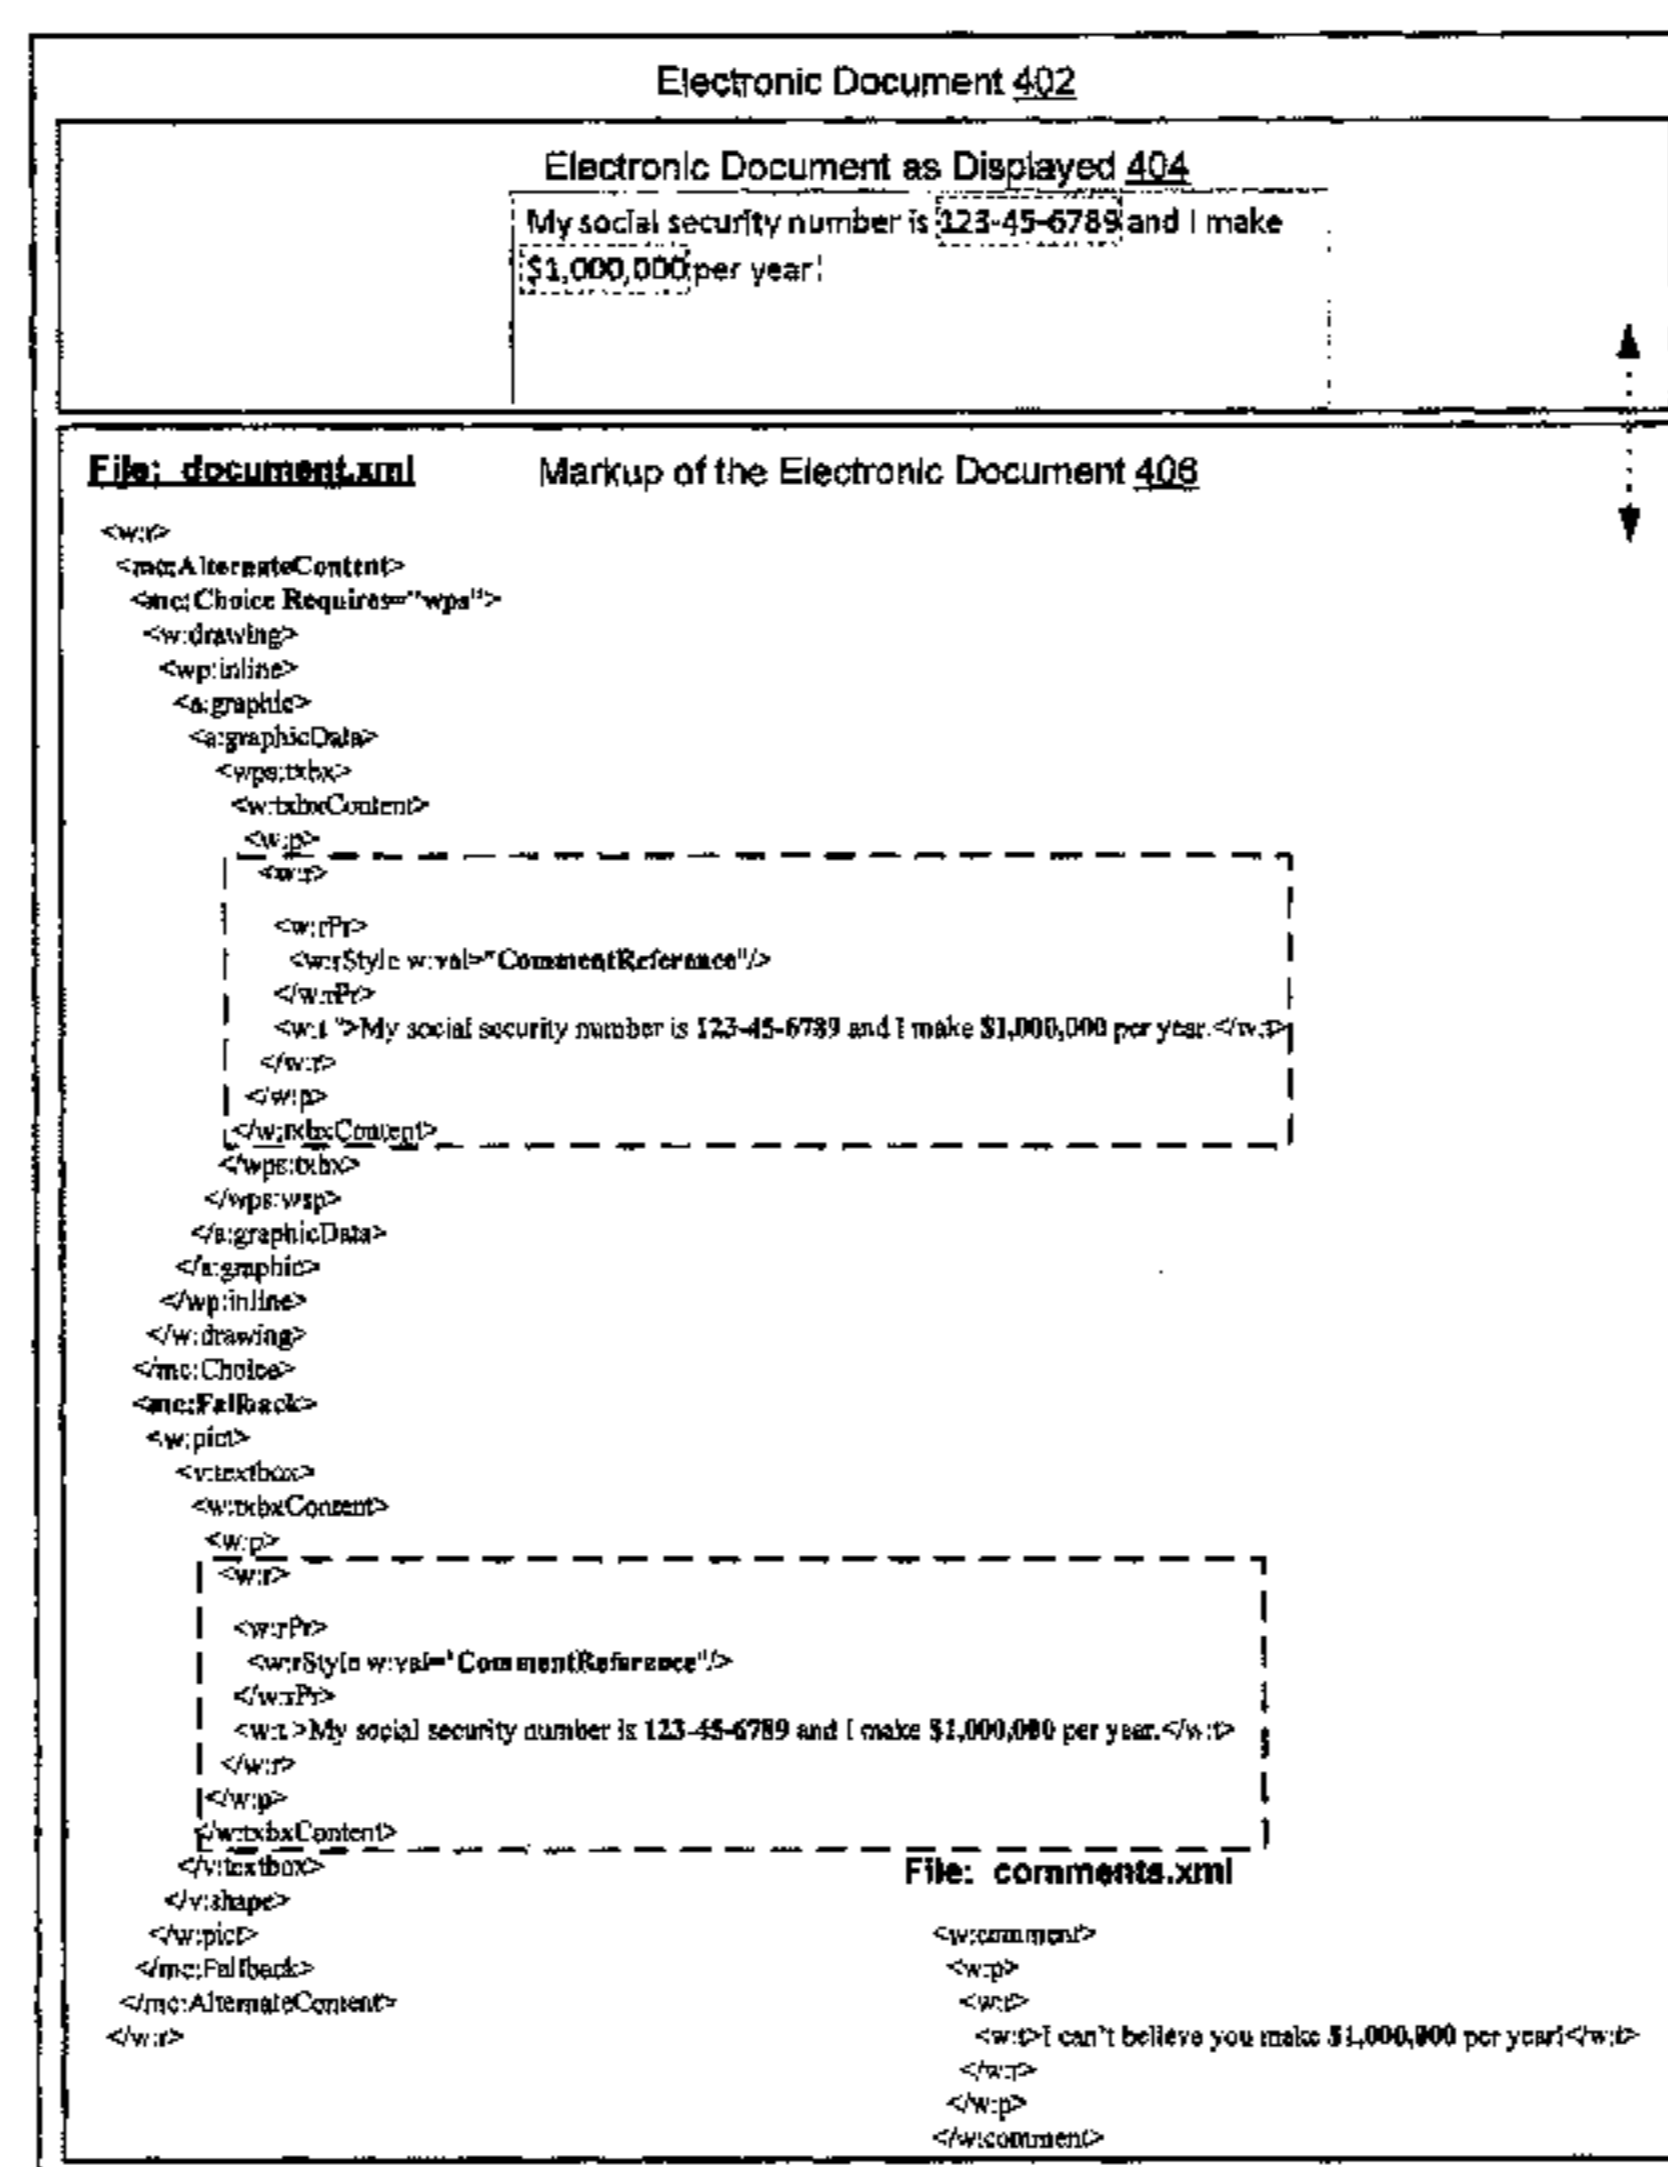 Electronic Document 402
Electronic Document as Displayed 404
My social security number is 123-45-6789 and I make
$1,000,000 per year
File: document.xml
Markup of the Electronic Document 406
<w:r>
<mc:AlternateContent>
<mc:Choice Requires="wps">
<w:drawing>
<wp:inline>
<a:graphic>
<a:graphicData>
<wps:txbx>
<w:txbxContent>
<w:p>
<w:r>
<w:rPr>
<w:rStyle w:val="CommentReference"/>
</w:rPr>
<w:t ">My social security number is 123-45-6789 and I make $1,000,000 per year.</w:t>
</w:r>
</w:p>
</w:txbxContent>
</wps:txbx>
</wps:wsp>
</a:graphicData>
</a:graphic>
</wp:inline>
</w:drawing>
</mc:Choice>
<mc:Fallback>
<w:pict>
<v:textbox>
<w:txbxContent>
<w:p>
<w:r>
<w:rPr>
<w:rStyle w:val="CommentReference"/>
</w:rPr>
<w:t >My social security number is 123-45-6789 and I make $1,000,000 per year.</w:t>
</w:r>
</w:p>
</w:txbxContent>
</v:textbox>
</v:shape>
</w:pict>
</mc:Fallback>
</mc:AlternateContent>
</w:r>
File: comments.xml
<w:comment>
<w:p>
<w:r>
<w:t>I can't believe you make $1,000,000 per year!</w:t>
</w:r>
</w:p>
</w:comment>